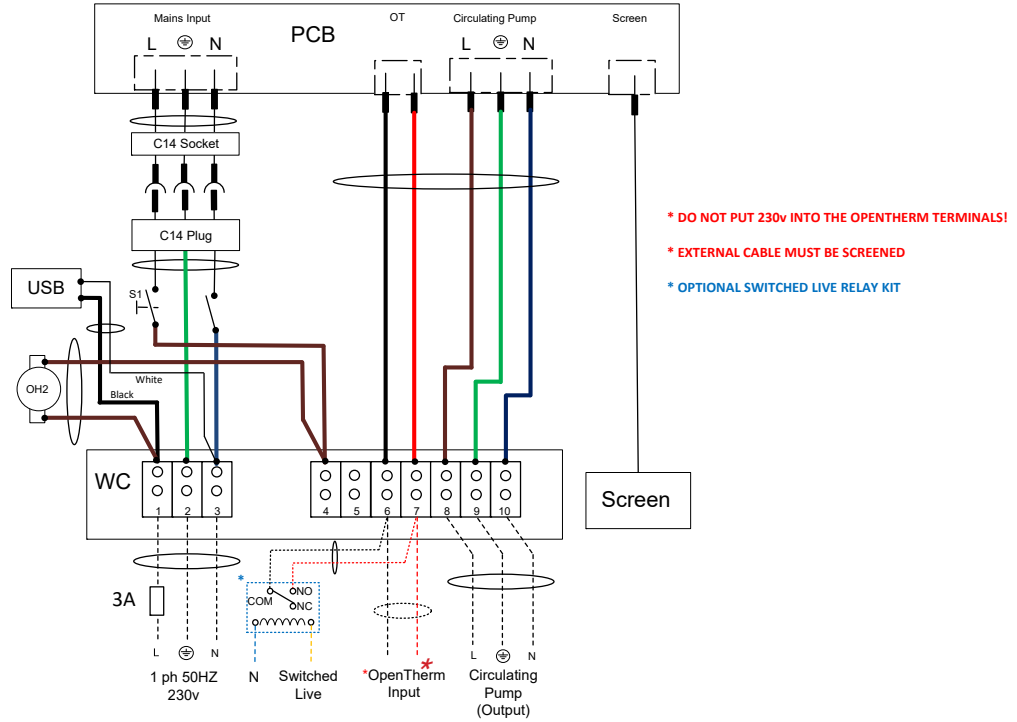 Mains Input
OT
Circulating Pump
Screen
PCB
L
N
L
N
C14 Socket
* DO NOT PUT 230v INTO THE OPENTHERM TERMINALS!
C14 Plug
* EXTERNAL CABLE MUST BE SCREENED
USB
S1
* OPTIONAL SWITCHED LIVE RELAY KIT
OH2
White
Black
WC
Screen
1
2
3
4
5
6
7
8
9
10
*
3A
COM
NO
NC
L
N
L
N
1 ph 50HZ
230v
N
Switched
Live
*OpenTherm
Input
*
Circulating
Pump
(Output)